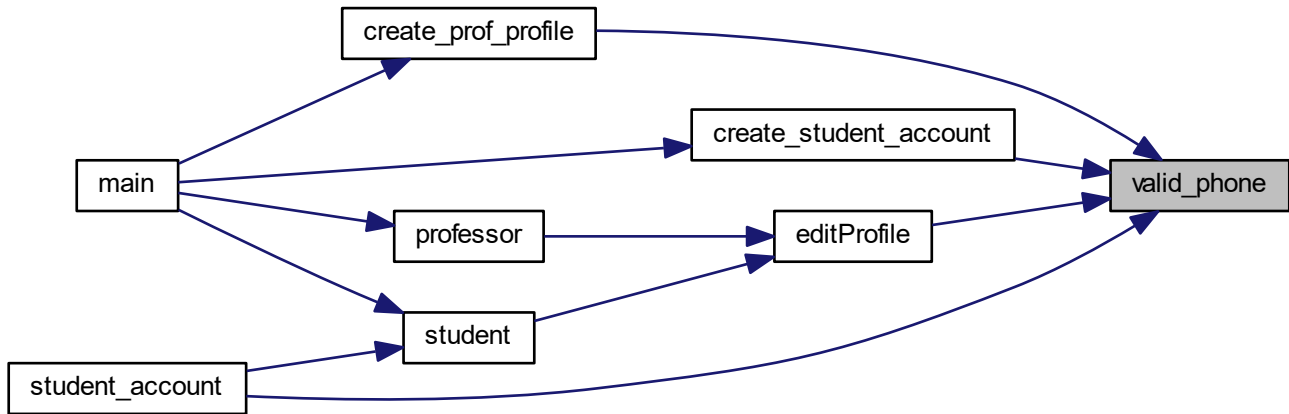 create_prof_profile
create_student_account
main
valid_phone
professor
editProfile
student
student_account